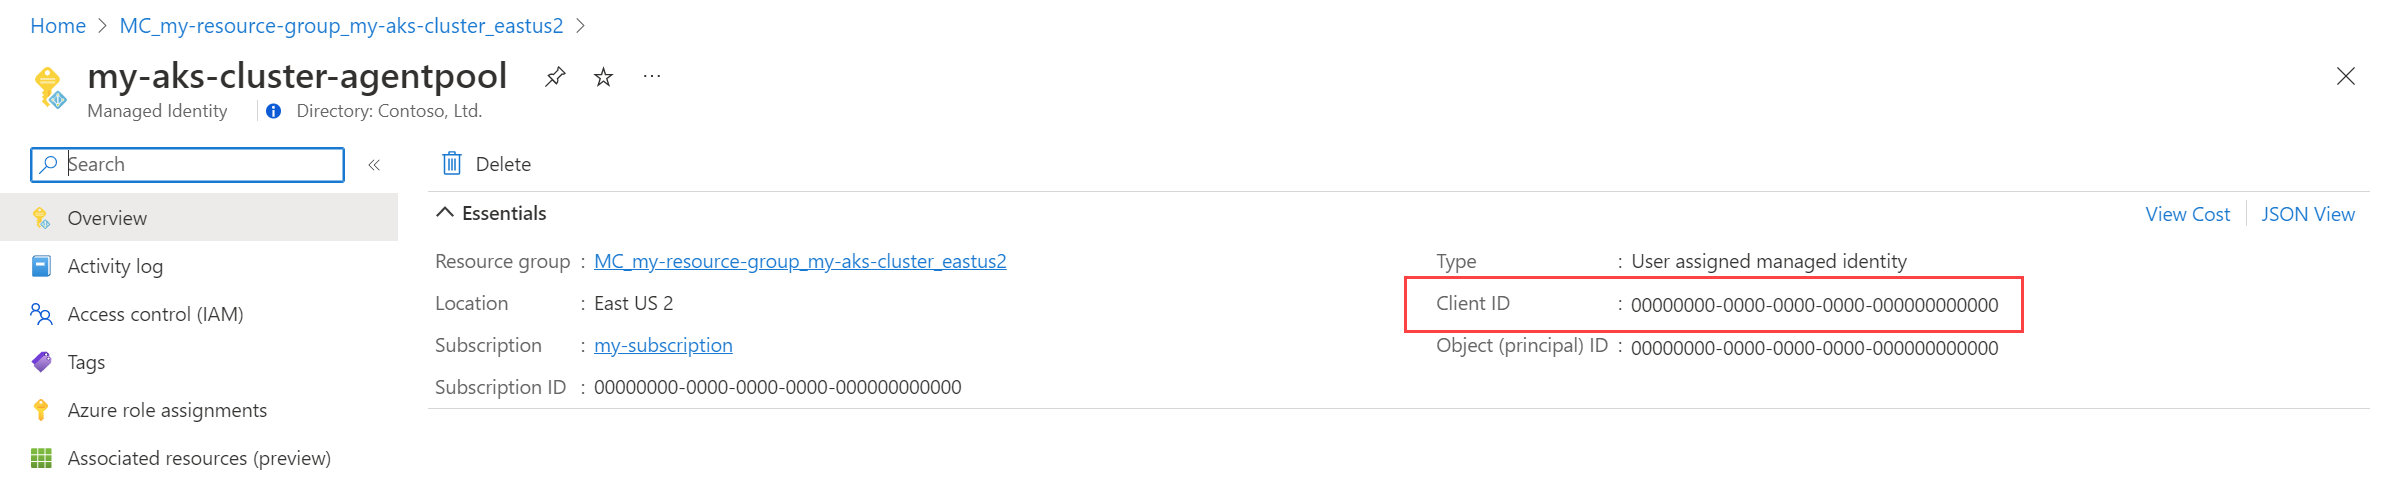 Home > MC_my-resource-group_my-aks-cluster_eastus2 >
my-aks-cluster-agentpool ...
Managed Identity | Directory: Contoso, Ltd.
Search «
Delete
Overview
Activity log
Access control (IAM)
Tags
Azure role assignments
Associated resources (preview)
Essentials
View Cost | JSON View
Resource group : MC_my-resource-group_my-aks-cluster_eastus2
Location : East US 2
Subscription : my-subscription
Subscription ID : 00000000-0000-0000-0000-000000000000
Type : User assigned managed identity
Client ID : 00000000-0000-0000-0000-000000000000
Object (principal) ID : 00000000-0000-0000-0000-000000000000